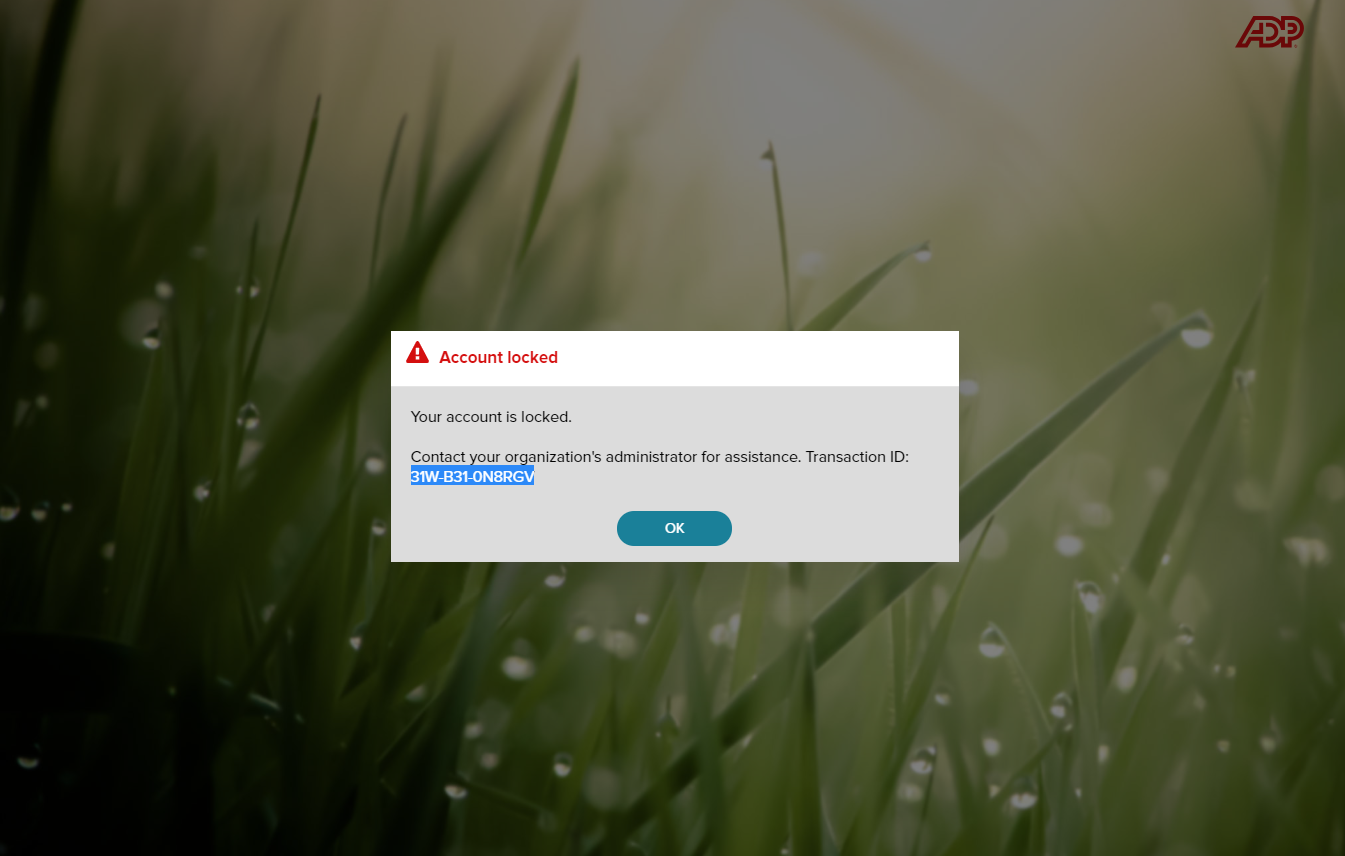 ADP
Account locked
Your account is locked.
Contact your organization's administrator for assistance. Transaction ID:
31W-B31-0N8RGV
OK